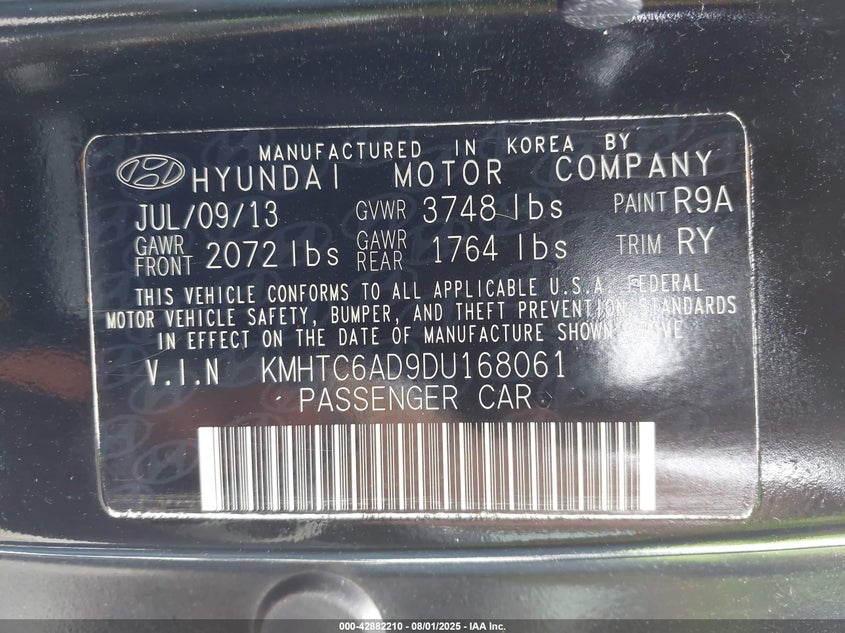 MANUFACTURED IN KOREA BY
HYUNDAI MOTOR COMPANY
JUL/09/13 GVWR 3748 lbs PAINT R9A
GAWR FRONT 2072 lbs GAWR REAR 1764 lbs TRIM RY
THIS VEHICLE CONFORMS TO ALL APPLICABLE U.S.A. FEDERAL
MOTOR VEHICLE SAFETY, BUMPER, AND THEFT PREVENTION STANDARDS
IN EFFECT ON THE DATE OF MANUFACTURE SHOWN ABOVE
V.I.N KMHTC6AD9DU168061
PASSENGER CAR
000-42882210 - 08/01/2025 - IAA Inc.